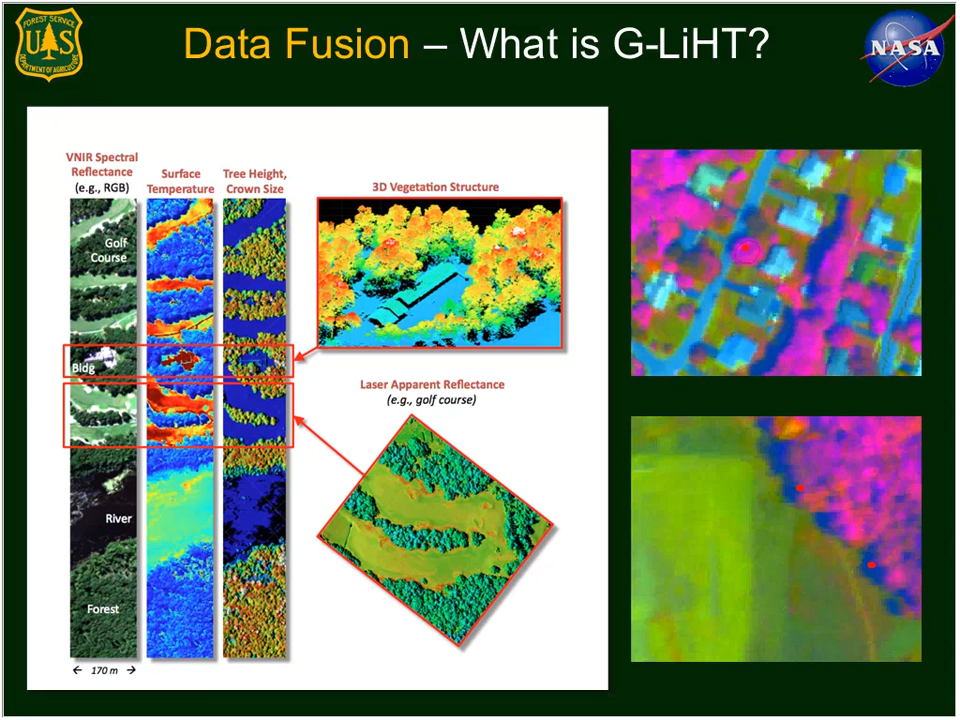 FOREST SERVICE
U S
DEPARTMENT OF AGRICULTURE
Data Fusion – What is G-LiHT?
NASA
VNIR Spectral
Reflectance
(e.g., RGB)
Surface
Temperature
Tree Height,
Crown Size
3D Vegetation Structure
Golf
Course
Bldg
Laser Apparent Reflectance
(e.g., golf course)
River
Forest
← 170 m →